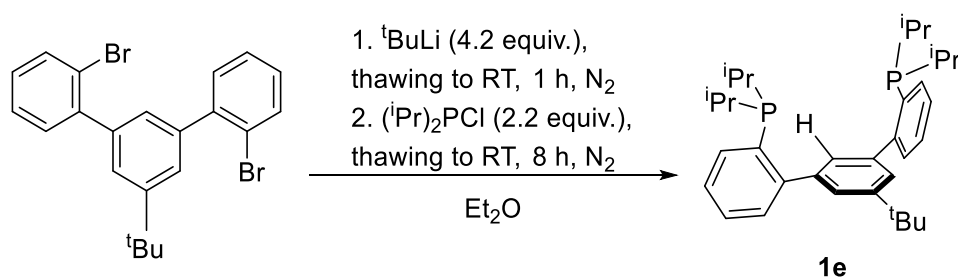 Br
Br
tBu
1. tBuLi (4.2 equiv.),
thawing to RT, 1 h, N2
2. (iPr)2PCl (2.2 equiv.),
thawing to RT, 8 h, N2
Et2O
iPr
iPr
P
H
iPr
iPr
P
tBu
1e